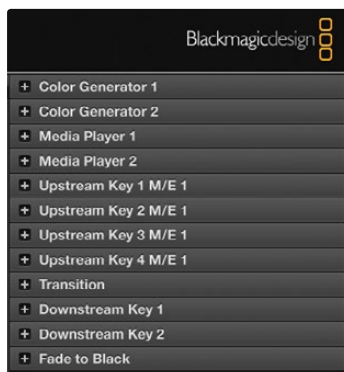 Blackmagicdesign
Color Generator 1
Color Generator 2
Media Player 1
Media Player 2
Upstream Key 1 M/E 1
Upstream Key 2 M/E 1
Upstream Key 3 M/E 1
Upstream Key 4 M/E 1
Transition
Downstream Key 1
Downstream Key 2
Fade to Black